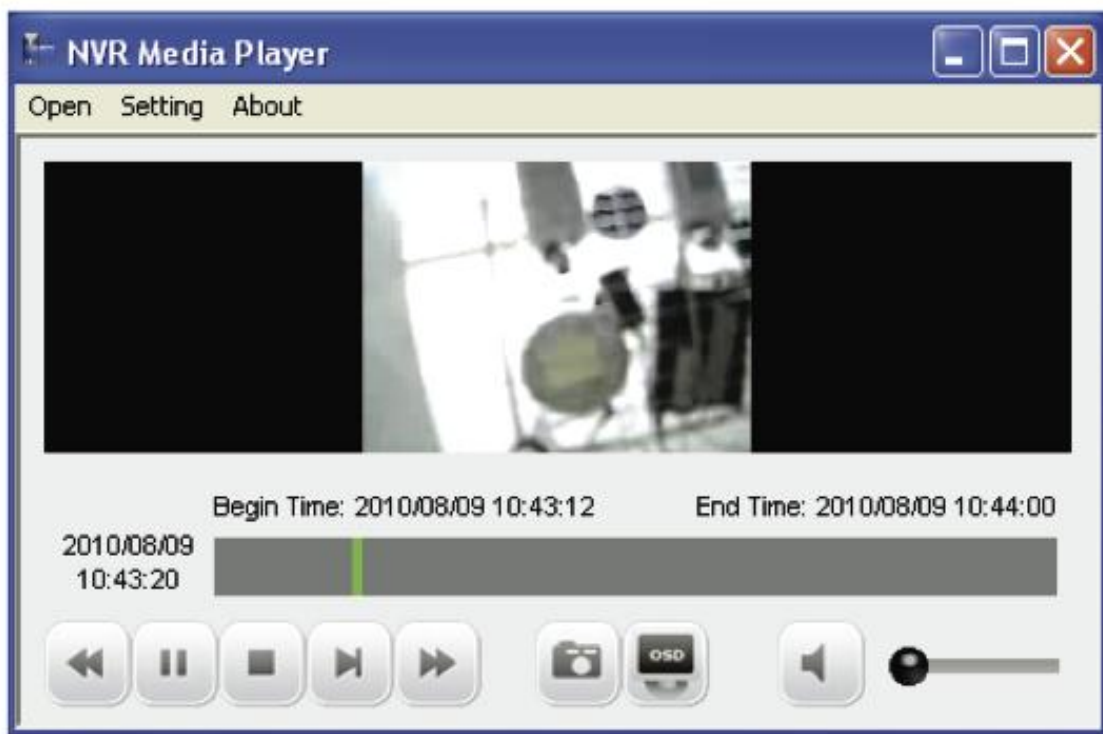 NVR Media Player
Open Setting About
Begin Time: 2010/08/09 10:43:12 End Time: 2010/08/09 10:44:00
2010/08/09
10:43:20
OSD